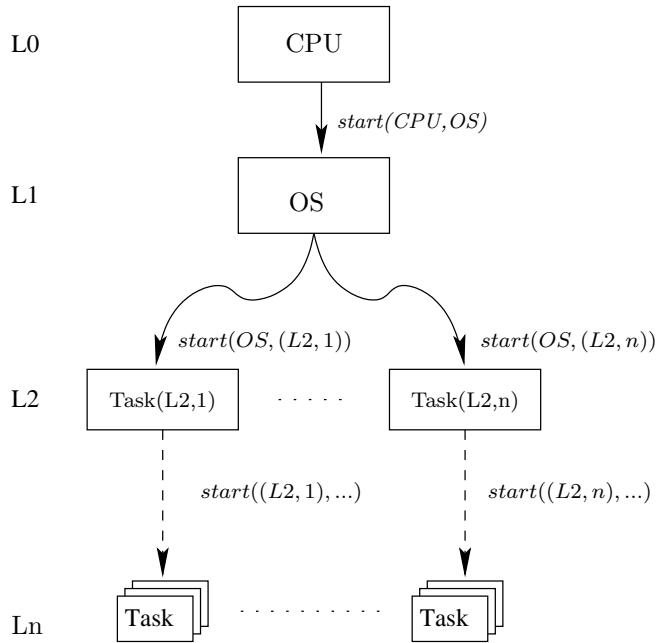 L0
CPU
start(CPU,OS)
L1
OS
start(OS, (L2, 1))
start(OS, (L2, n))
L2
Task(L2,1)
. . . . .
Task(L2,n)
start((L2, 1), ...)
start((L2, n), ...)
Ln
Task
. . . . . . . . . .
Task